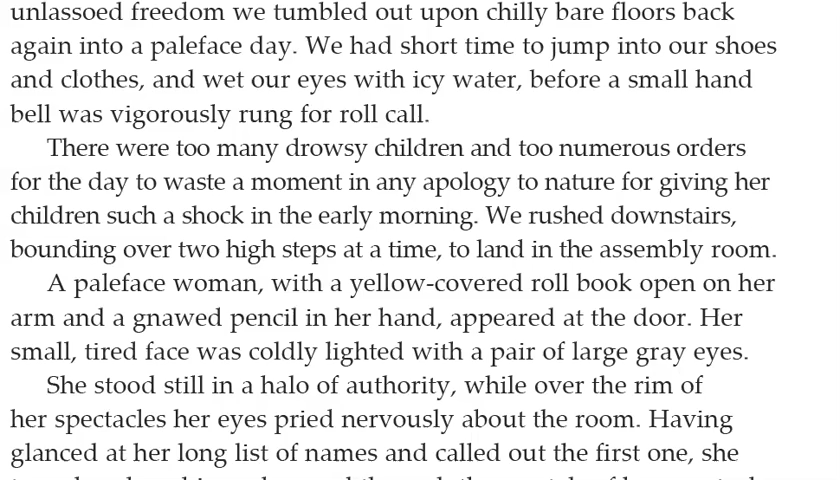 unlassoed freedom we tumbled out upon chilly bare floors back
again into a paleface day. We had short time to jump into our shoes
and clothes, and wet our eyes with icy water, before a small hand
bell was vigorously rung for roll call.
There were too many drowsy children and too numerous orders
for the day to waste a moment in any apology to nature for giving her
children such a shock in the early morning. We rushed downstairs,
bounding over two high steps at a time, to land in the assembly room.
A paleface woman, with a yellow-covered roll book open on her
arm and a gnawed pencil in her hand, appeared at the door. Her
small, tired face was coldly lighted with a pair of large gray eyes.
She stood still in a halo of authority, while over the rim of
her spectacles her eyes pried nervously about the room. Having
glanced at her long list of names and called out the first one, she